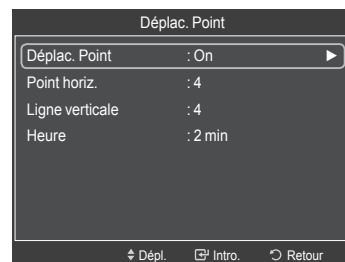 Déplac. Point
Déplac. Point : On
Point horiz. : 4
Ligne verticale : 4
Heure : 2 min
Dépl. Intro. Retour